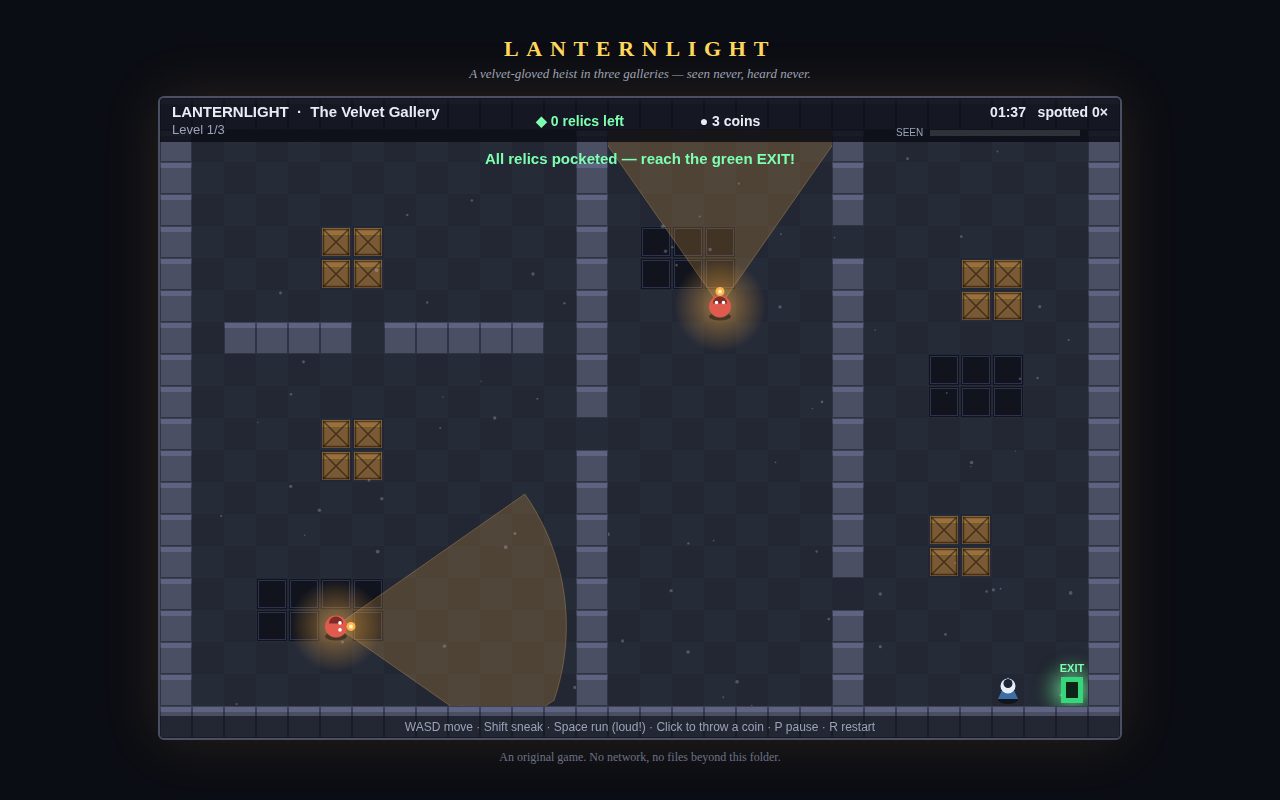 LANTERNLIGHT
A velvet-gloved heist in three galleries — seen never, heard never.
LANTERNLIGHT · The Velvet Gallery
Level 1/3
◆ 0 relics left
● 3 coins
01:37 spotted 0×
SEEN
All relics pocketed — reach the green EXIT!
EXIT
WASD move · Shift sneak · Space run (loud!) · Click to throw a coin · P pause · R restart
An original game. No network, no files beyond this folder.